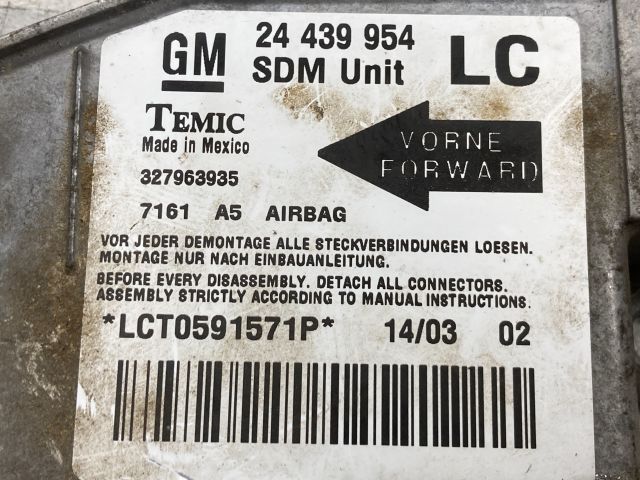 GM 24 439 954 LC
SDM Unit
TEMIC
Made in Mexico
VORNE
FORWARD
327963935
7161 A5 AIRBAG
VOR JEDER DEMONTAGE ALLE STECKVERBINDUNGEN LOESEN.
MONTAGE NUR NACH EINBAUANLEITUNG.
BEFORE EVERY DISASSEMBLY. DETACH ALL CONNECTORS.
ASSEMBLY STRICTLY ACCORDING TO MANUAL INSTRUCTIONS.
*LCT0591571P* 14/03 02